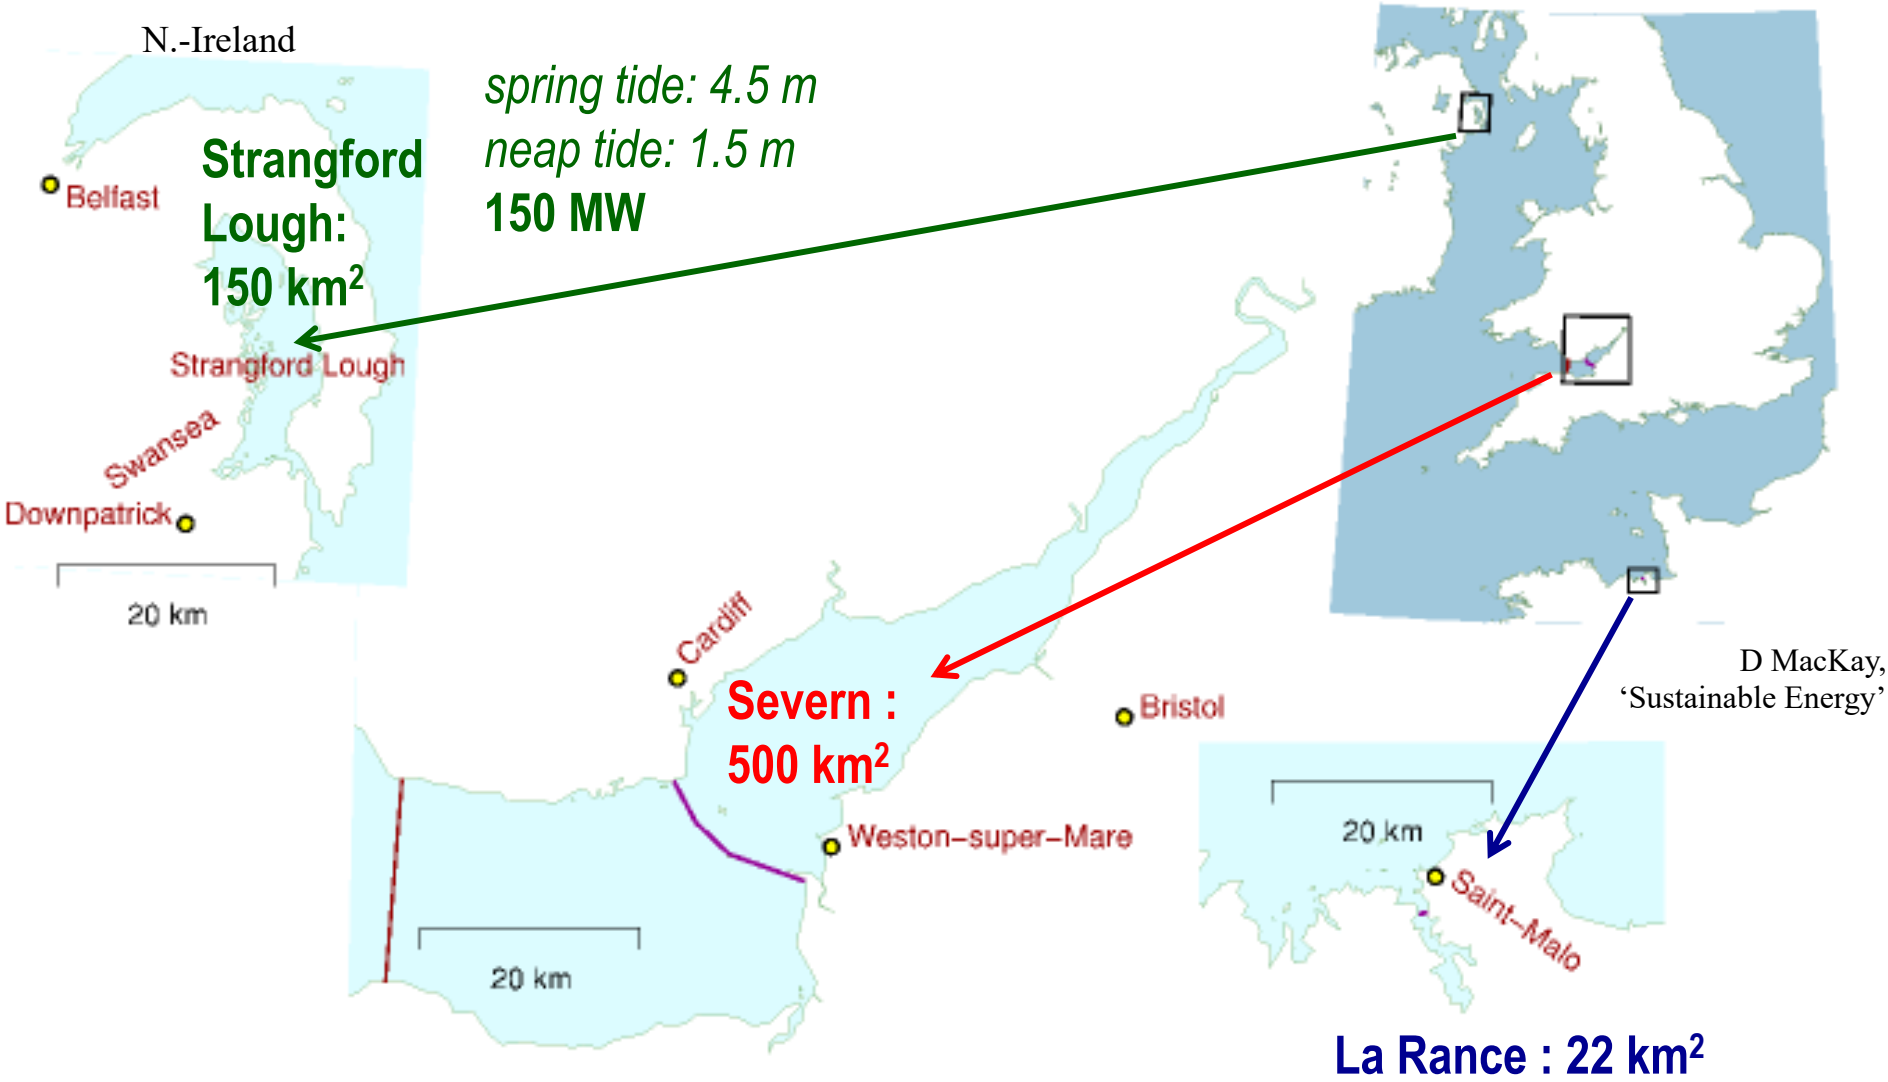 N.-Ireland
spring tide: 4.5 m
neap tide: 1.5 m
150 MW
Strangford
Lough:
150 km²
Belfast
Strangford Lough
Swansea
Downpatrick
20 km
Cardiff
Severn :
500 km²
Bristol
Weston-super-Mare
20 km
D MacKay,
‘Sustainable Energy’
20 km
Saint-Malo
La Rance : 22 km²